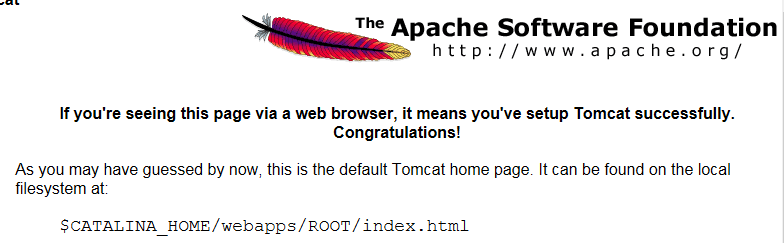 cat
The Apache Software Foundation
http://www.apache.org/
If you're seeing this page via a web browser, it means you've setup Tomcat successfully.
Congratulations!
As you may have guessed by now, this is the default Tomcat home page. It can be found on the local
filesystem at:
$CATALINA_HOME/webapps/ROOT/index.html